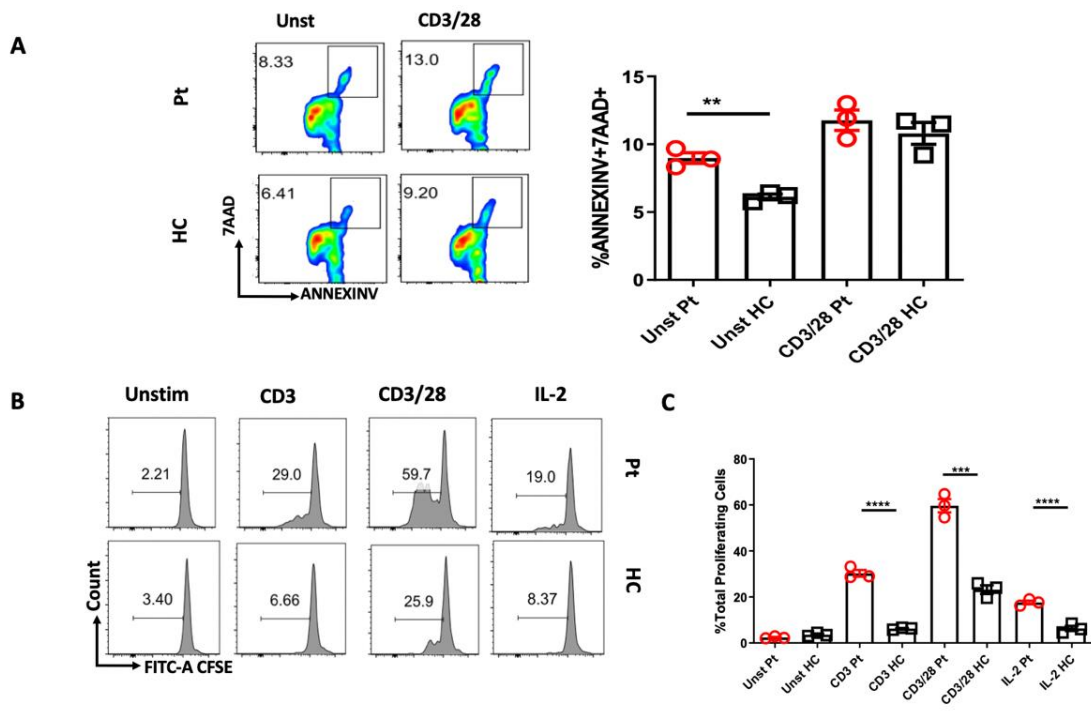 A
Unst CD3/28
Pt
8.33 13.0
HC
6.41 9.20
7AAD
ANNEXINV
%ANNEXINV+7AAD+
15
10
5
0
**
Unst Pt
Unst HC
CD3/28 Pt
CD3/28 HC
B
Unstim CD3 CD3/28 IL-2
2.21 29.0 59.7 19.0
Pt
3.40 6.66 25.9 8.37
HC
Count
FITC-A CFSE
C
%Total Proliferating Cells
80
60
40
20
0
**** *** ****
Unst Pt
Unst HC
CD3 Pt
CD3 HC
CD3/28 Pt
CD3/28 HC
IL-2 Pt
IL-2 HC